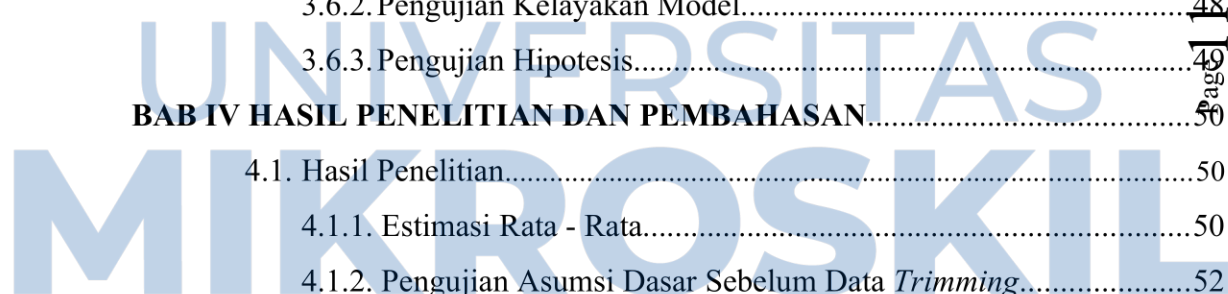 3.6.2. Pengujian Kelayakan Model..........48
UNIVERSITAS
3.6.3. Pengujian Hipotesis..........49
Page
BAB IV HASIL PENELITIAN DAN PEMBAHASAN..........50
MIKROSKIL
4.1. Hasil Penelitian..........50
4.1.1. Estimasi Rata - Rata..........50
4.1.2. Pengujian Asumsi Dasar Sebelum Data Trimming..........52